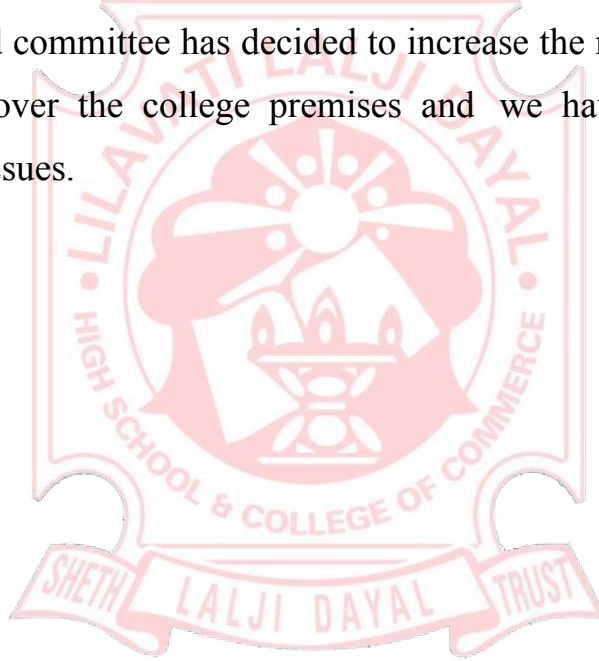 d committee has decided to increase the
over the college premises and we hav
ssues.
• LILAVATI LALJI DAYAL •
HIGH SCHOOL & COLLEGE OF COMMERCE
SHETH LALJI DAYAL TRUST